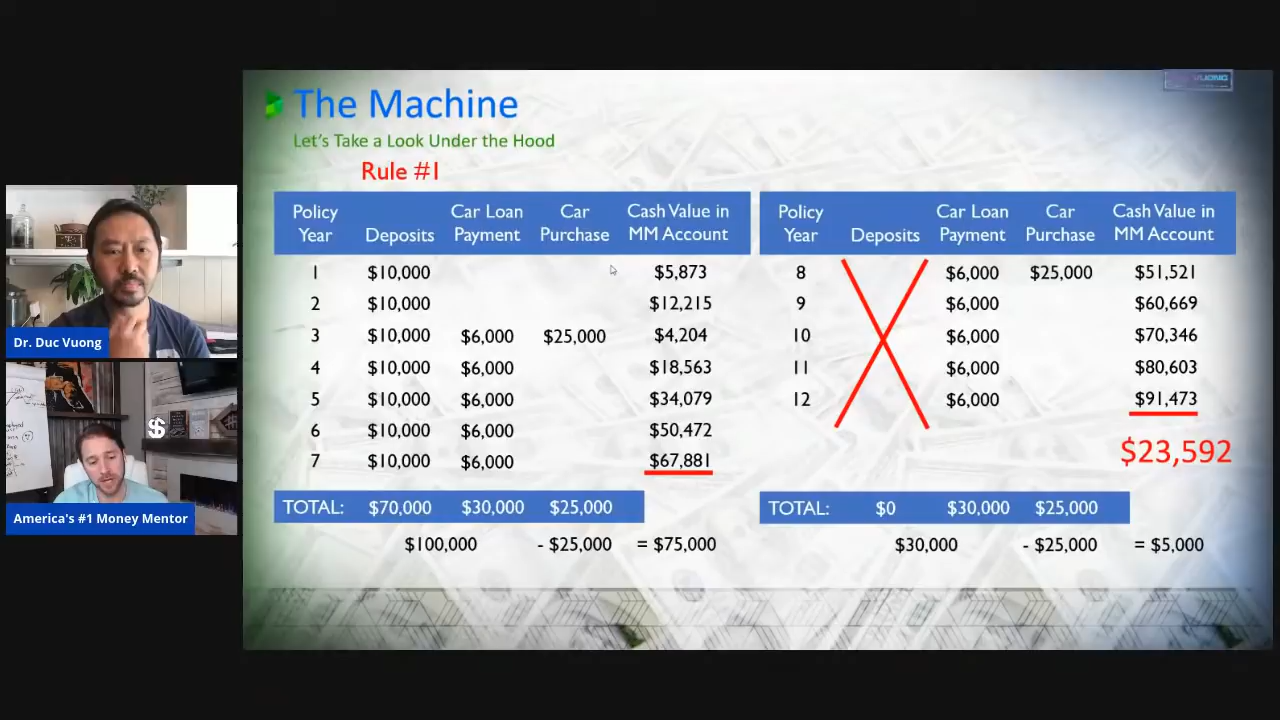 The Machine
Let's Take a Look Under the Hood
Rule #1
Policy Year Deposits Car Loan Payment Car Purchase Cash Value in MM Account
1 $10,000 $5,873
2 $10,000 $12,215
3 $10,000 $6,000 $25,000 $4,204
4 $10,000 $6,000 $18,563
5 $10,000 $6,000 $34,079
6 $10,000 $6,000 $50,472
7 $10,000 $6,000 $67,881
TOTAL: $70,000 $30,000 $25,000
$100,000 - $25,000 = $75,000
Policy Year Deposits Car Loan Payment Car Purchase Cash Value in MM Account
8 $6,000 $25,000 $51,521
9 $6,000 $60,669
10 $6,000 $70,346
11 $6,000 $80,603
12 $6,000 $91,473
$23,592
TOTAL: $0 $30,000 $25,000
$30,000 - $25,000 = $5,000
Dr. Duc Vuong
$
America's #1 Money Mentor